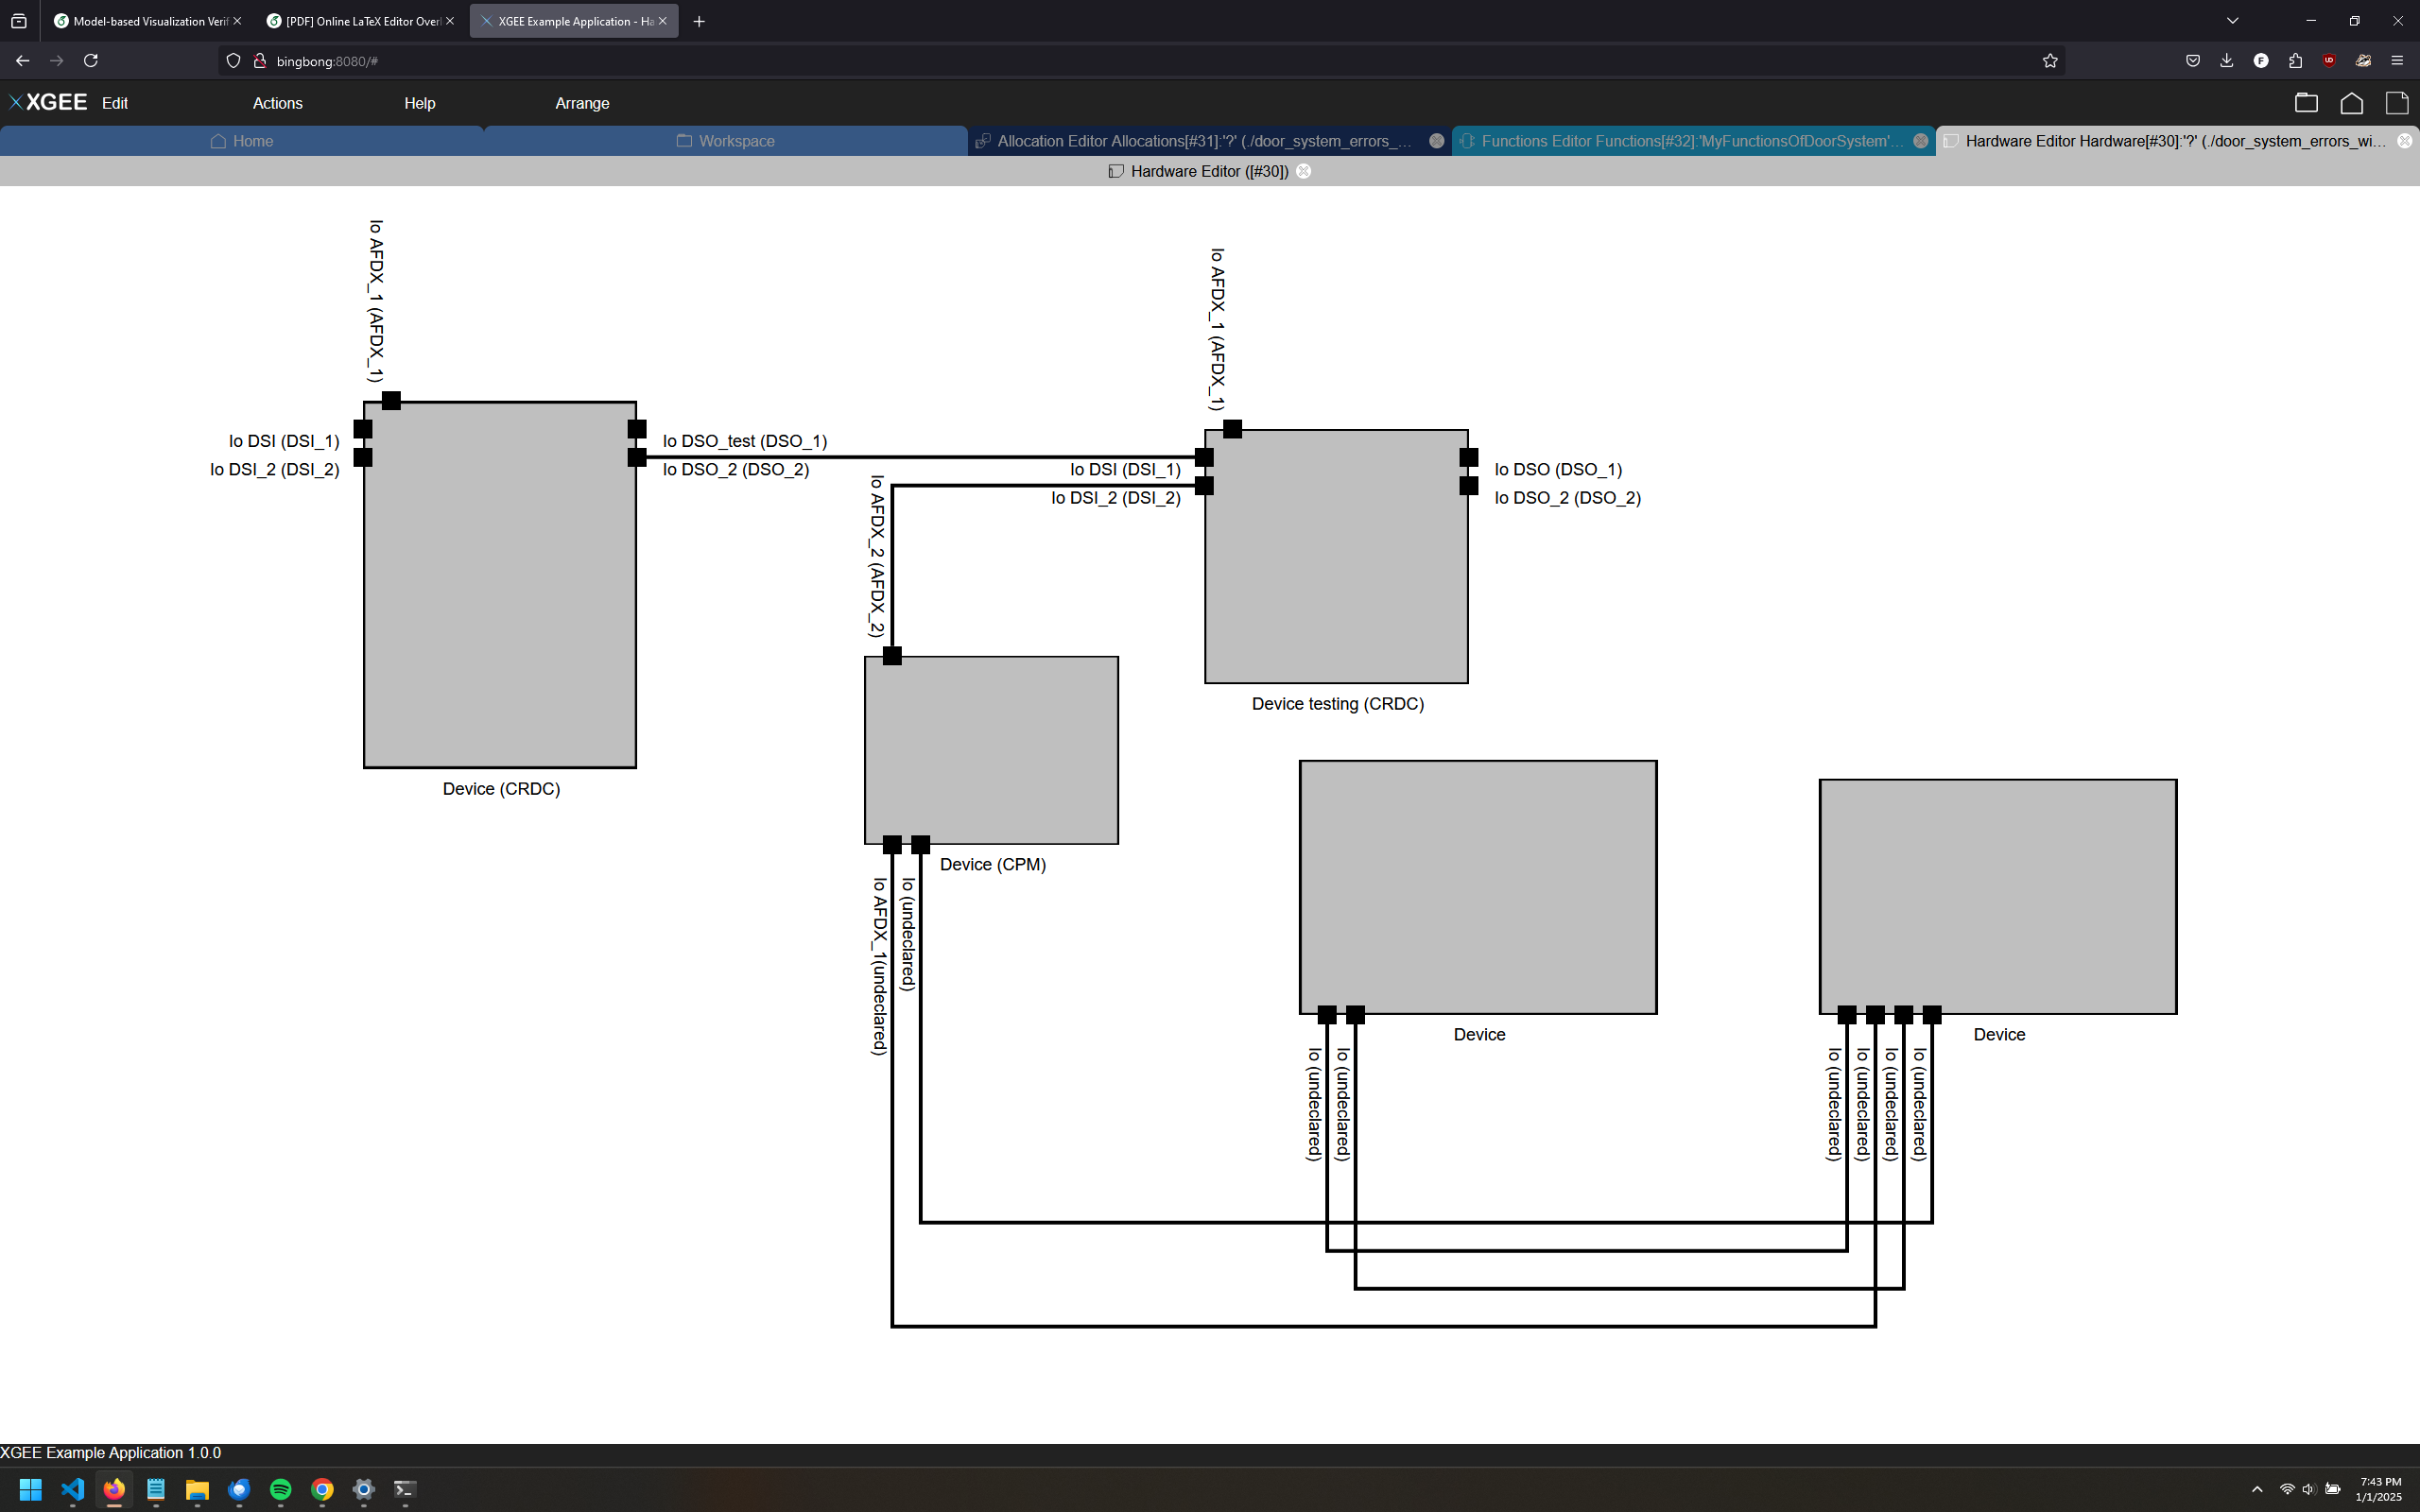 Model-based Visualization Verif
[PDF] Online LaTeX Editor Overl
XGEE Example Application - Ha
bingbong:8080/#
XGEE
Edit
Actions
Help
Arrange
Home
Workspace
Allocation Editor Allocations[#31]:'?' (./door_system_errors_...
Functions Editor Functions[#32]:'MyFunctionsOfDoorSystem'...
Hardware Editor Hardware[#30]:'?' (./door_system_errors_wi...
Hardware Editor ([#30])
Io AFDX_1 (AFDX_1)
Io AFDX_1 (AFDX_1)
Io DSI (DSI_1)
Io DSI_2 (DSI_2)
Io DSO_test (DSO_1)
Io DSO_2 (DSO_2)
Io DSI (DSI_1)
Io DSI_2 (DSI_2)
Io DSO (DSO_1)
Io DSO_2 (DSO_2)
Io AFDX_2 (AFDX_2)
Device testing (CRDC)
Device (CRDC)
Device (CPM)
Io AFDX_1(undeclared)
Io (undeclared)
Device
Device
Io (undeclared)
Io (undeclared)
Io (undeclared)
Io (undeclared)
Io (undeclared)
Io (undeclared)
XGEE Example Application 1.0.0
7:43 PM
1/1/2025